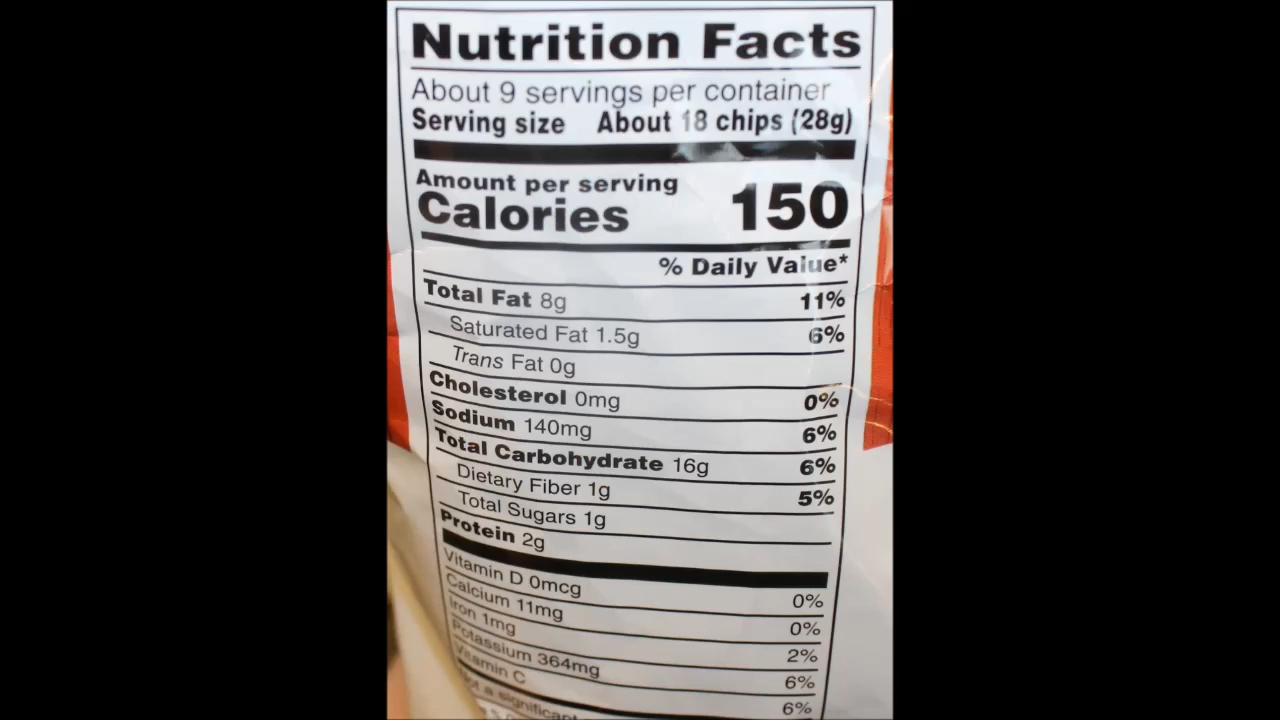 Nutrition Facts
About 9 servings per container
Serving size About 18 chips (28g)
Amount per serving
Calories 150
% Daily Value*
Total Fat 8g 11%
Saturated Fat 1.5g 6%
Trans Fat 0g
Cholesterol 0mg 0%
Sodium 140mg 6%
Total Carbohydrate 16g 6%
Dietary Fiber 1g 5%
Total Sugars 1g
Protein 2g
Vitamin D 0mcg 0%
Calcium 11mg 0%
Iron 1mg 2%
Potassium 364mg 6%
Vitamin C 6%
a significant